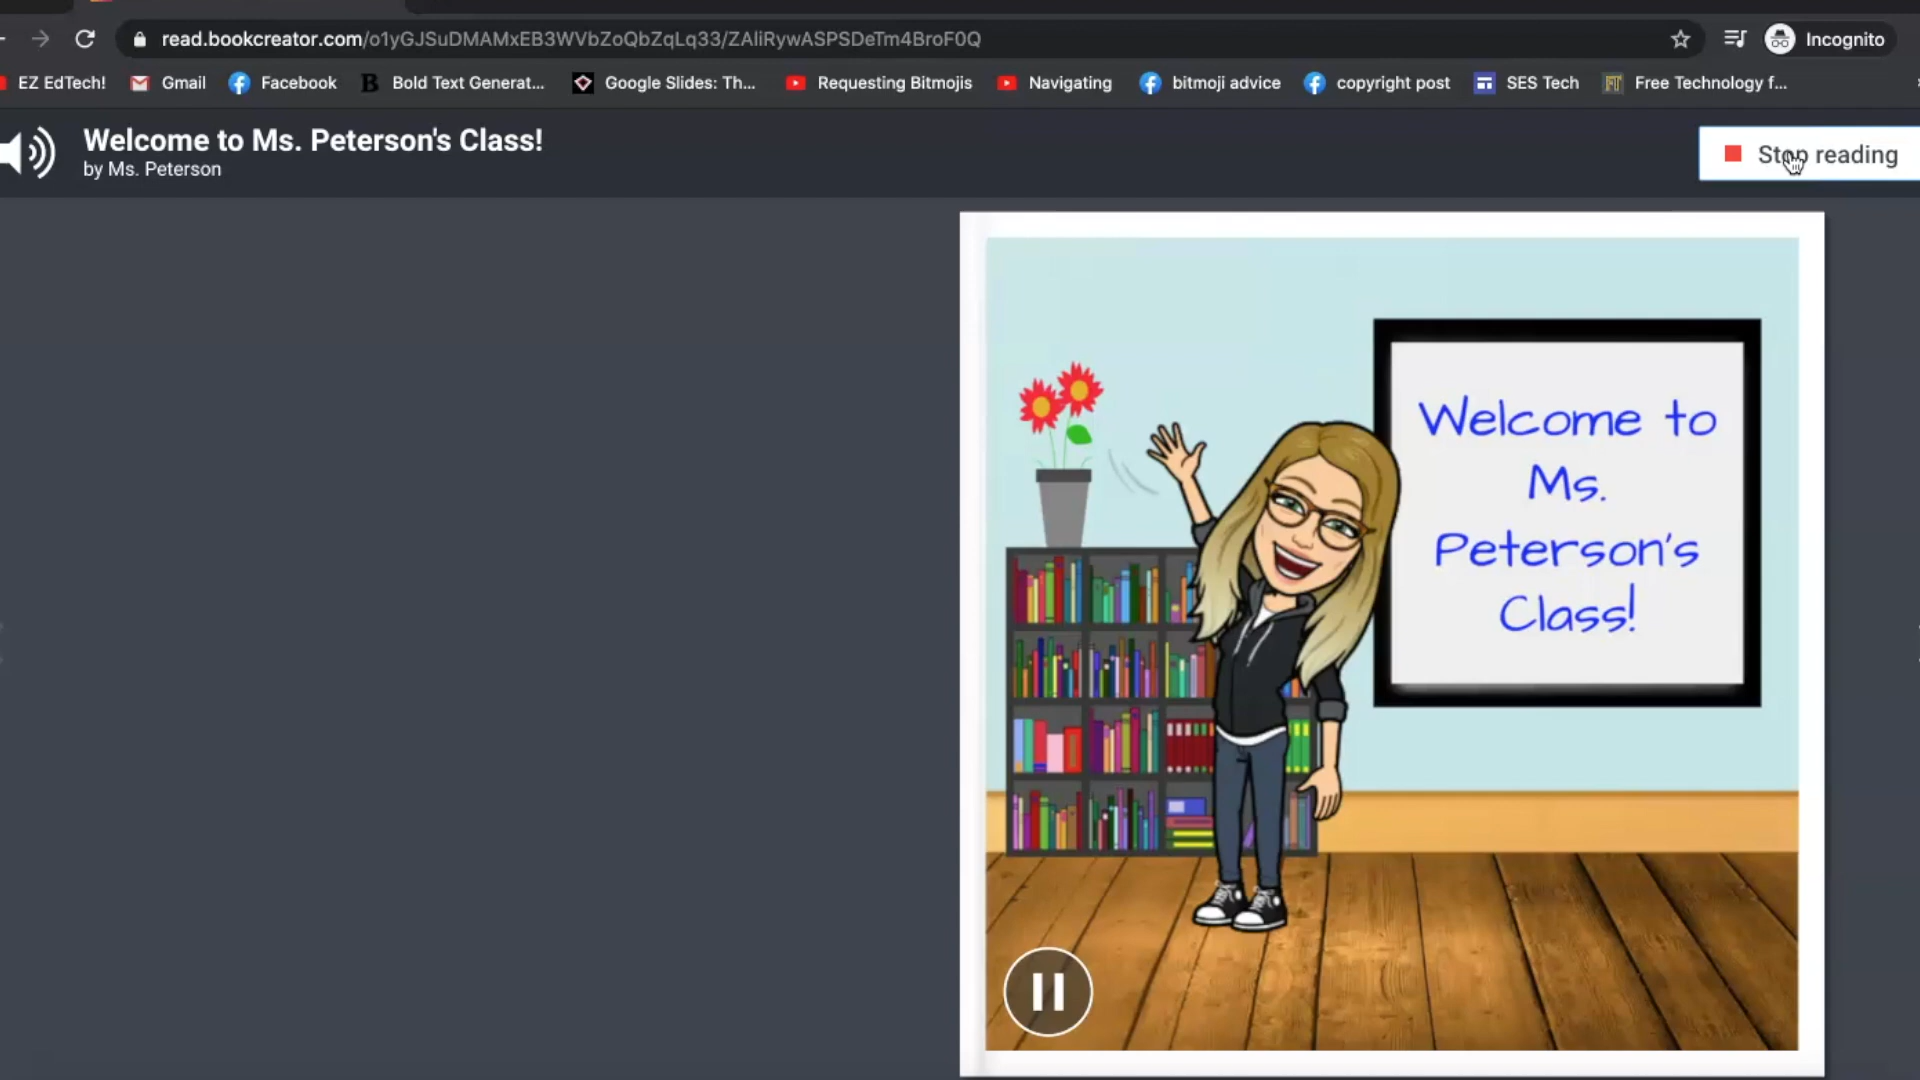 read.bookcreator.com/o1yGJSuDMAMxEB3WVbZoQbZqLq33/ZAliRywASPSDeTm4BroF0Q
Incognito
EZ EdTech! Gmail Facebook B Bold Text Generat... Google Slides: Th... Requesting Bitmojis Navigating bitmoji advice copyright post SES Tech FT Free Technology f...
Welcome to Ms. Peterson's Class!
by Ms. Peterson
Stop reading
Welcome to
Ms.
Peterson's
Class!